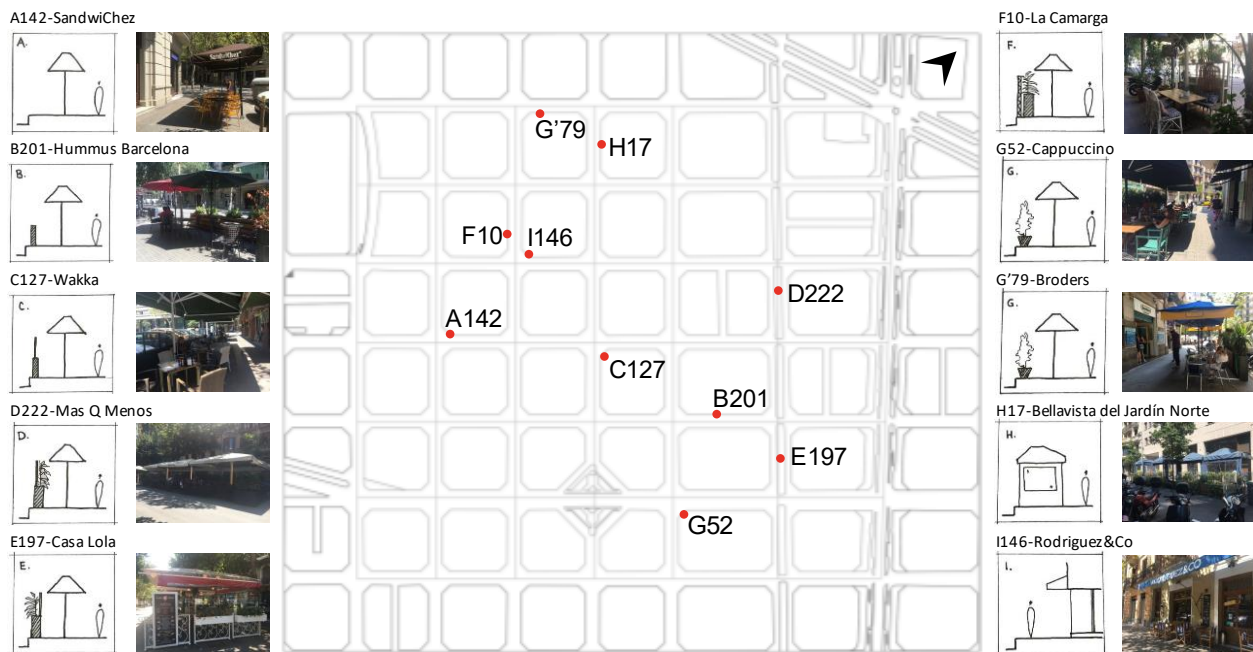 A142-SandwiChez
A.
SandwiChez
B201-Hummus Barcelona
B.
C127-Wakka
C.
D222-Mas Q Menos
D.
E197-Casa Lola
E.
G'79
H17
F10
I146
D222
A142
C127
B201
E197
G52
F10-La Camarga
F.
G52-Cappuccino
G.
G'79-Broders
G.
H17-Bellavista del Jardín Norte
H.
I146-Rodriguez&Co
I.